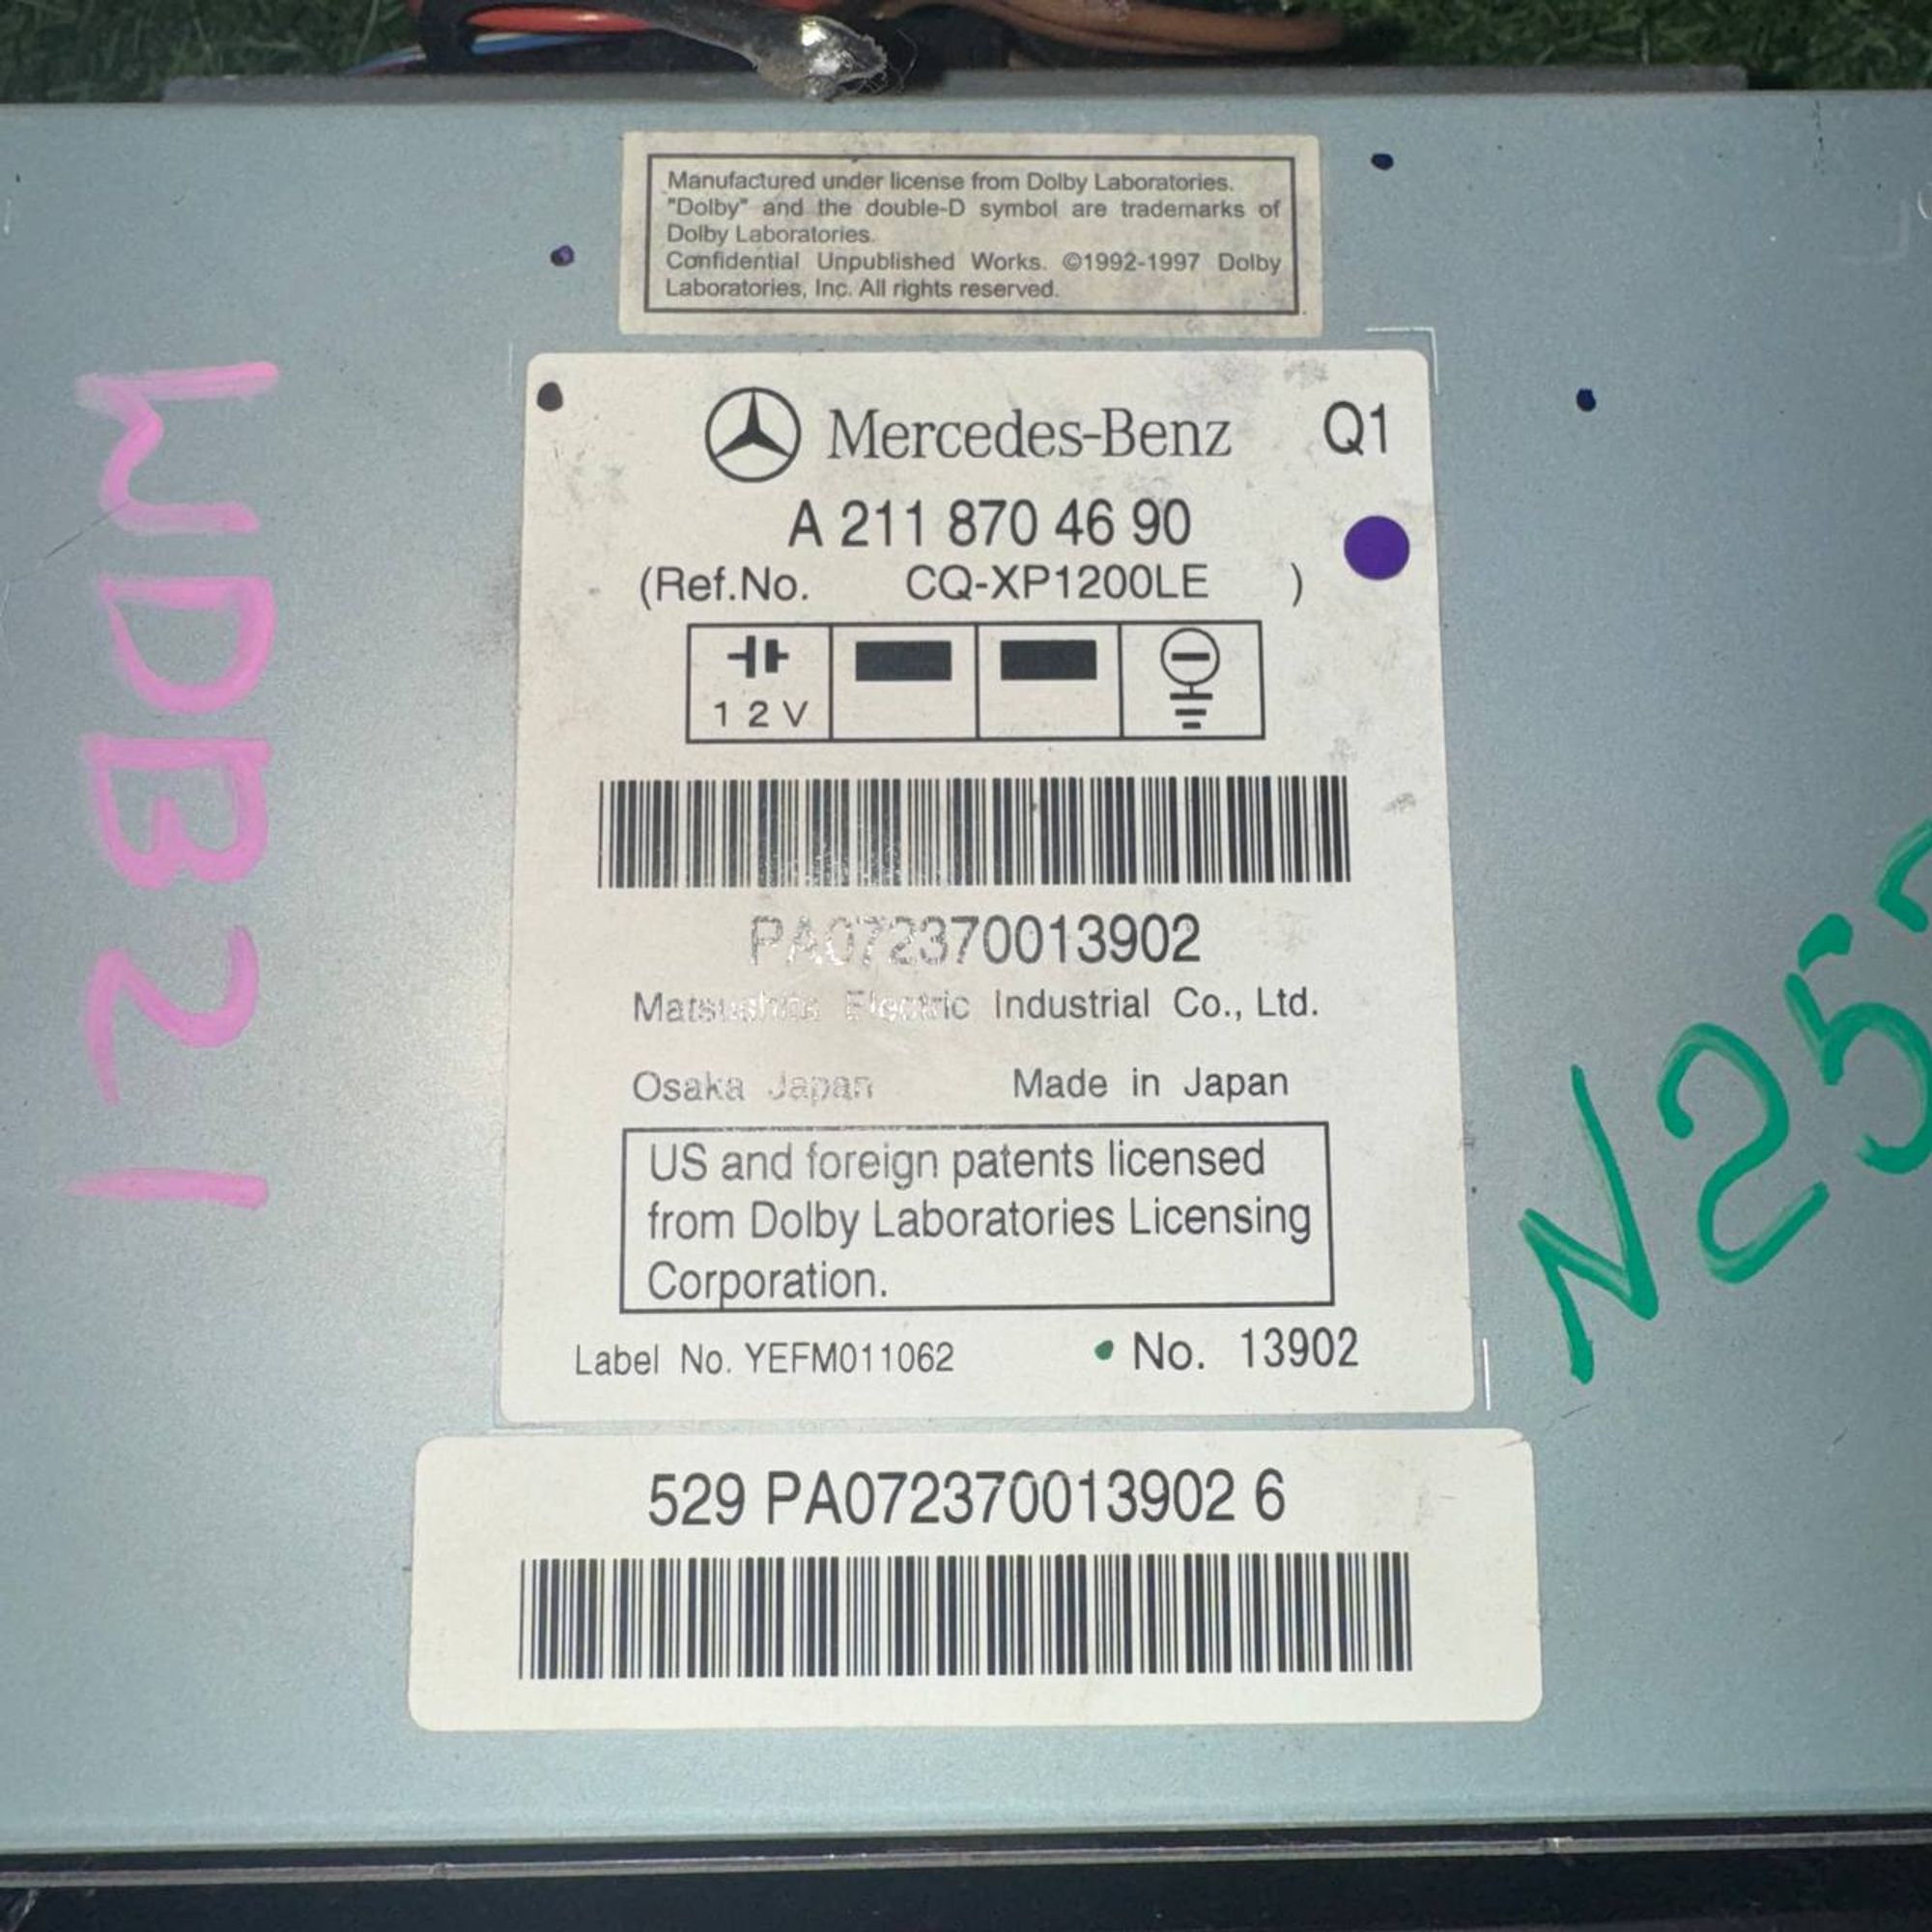 Manufactured under license from Dolby Laboratories.
"Dolby" and the double-D symbol are trademarks of
Dolby Laboratories.
Confidential Unpublished Works. ©1992-1997 Dolby
Laboratories, Inc. All rights reserved.
Mercedes-Benz Q1
A 211 870 46 90
(Ref.No. CQ-XP1200LE )
12V
PA072370013902
Matsushita Electric Industrial Co., Ltd.
Osaka Japan Made in Japan
US and foreign patents licensed
from Dolby Laboratories Licensing
Corporation.
Label No. YEFM011062 No. 13902
529 PA072370013902 6
WDB21